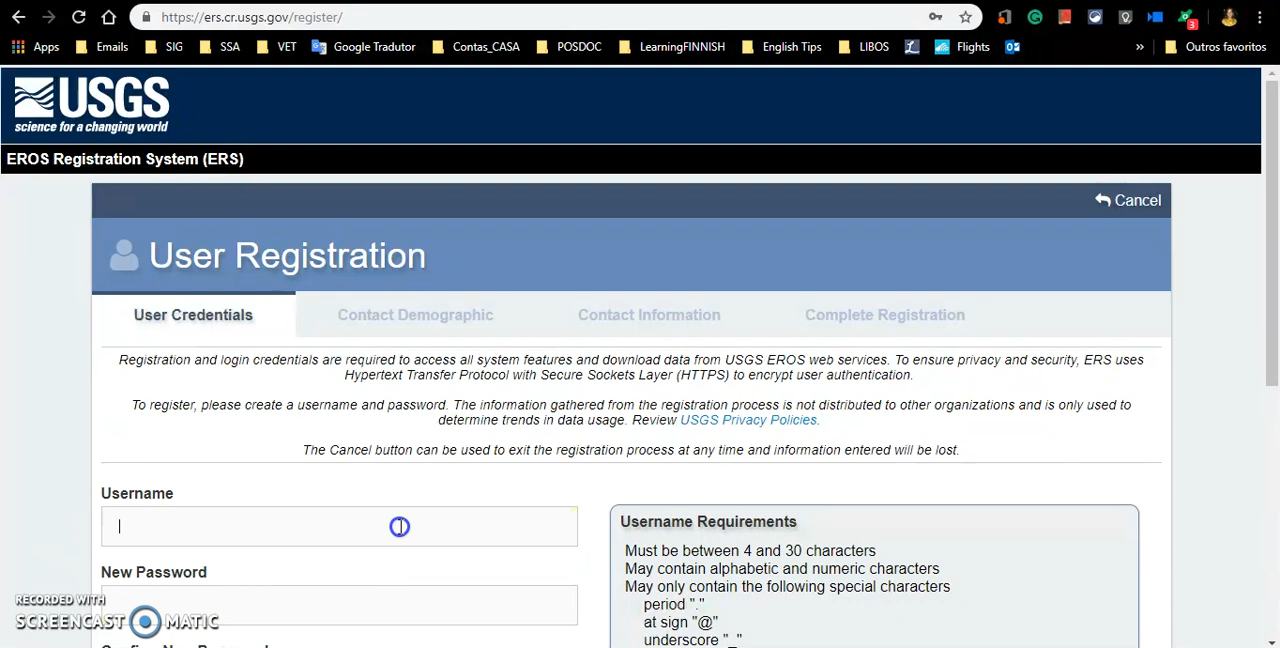 https://ers.cr.usgs.gov/register/
3
Apps Emails SIG SSA VET Google Tradutor Contas_CASA POSDOC LearningFINNISH English Tips LIBOS Flights » Outros favoritos
USGS
science for a changing world
EROS Registration System (ERS)
Cancel
User Registration
User Credentials Contact Demographic Contact Information Complete Registration
Registration and login credentials are required to access all system features and download data from USGS EROS web services. To ensure privacy and security, ERS uses
Hypertext Transfer Protocol with Secure Sockets Layer (HTTPS) to encrypt user authentication.
To register, please create a username and password. The information gathered from the registration process is not distributed to other organizations and is only used to
determine trends in data usage. Review USGS Privacy Policies.
The Cancel button can be used to exit the registration process at any time and information entered will be lost.
Username
Username Requirements
Must be between 4 and 30 characters
May contain alphabetic and numeric characters
May only contain the following special characters
period "."
at sign "@"
underscore "_"
New Password
RECORDED WITH
SCREENCAST MATIC